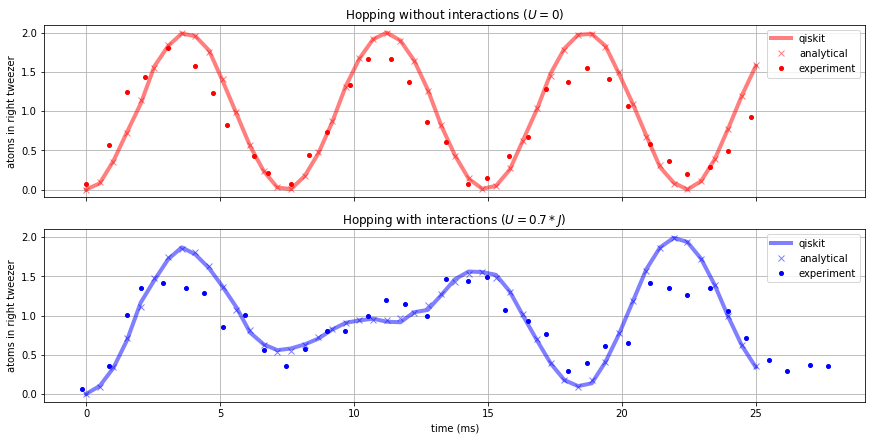 Hopping without interactions (U = 0)
2.0
1.5
1.0
0.5
0.0
atoms in right tweezer
qiskit
analytical
experiment
Hopping with interactions (U = 0.7 * J)
2.0
1.5
1.0
0.5
0.0
atoms in right tweezer
qiskit
analytical
experiment
0 5 10 15 20 25
time (ms)